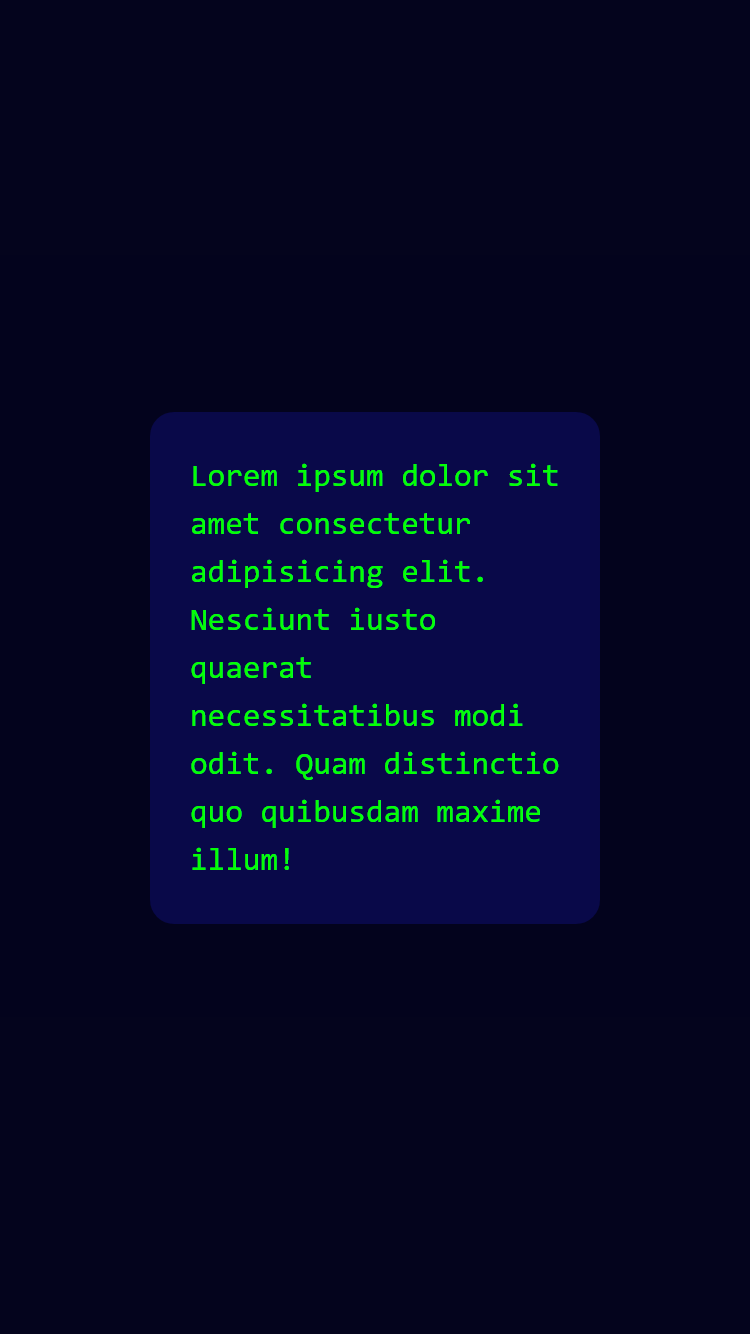 Lorem ipsum dolor sit
amet consectetur
adipisicing elit.
Nesciunt iusto
quaerat
necessitatibus modi
odit. Quam distinctio
quo quibusdam maxime
illum!